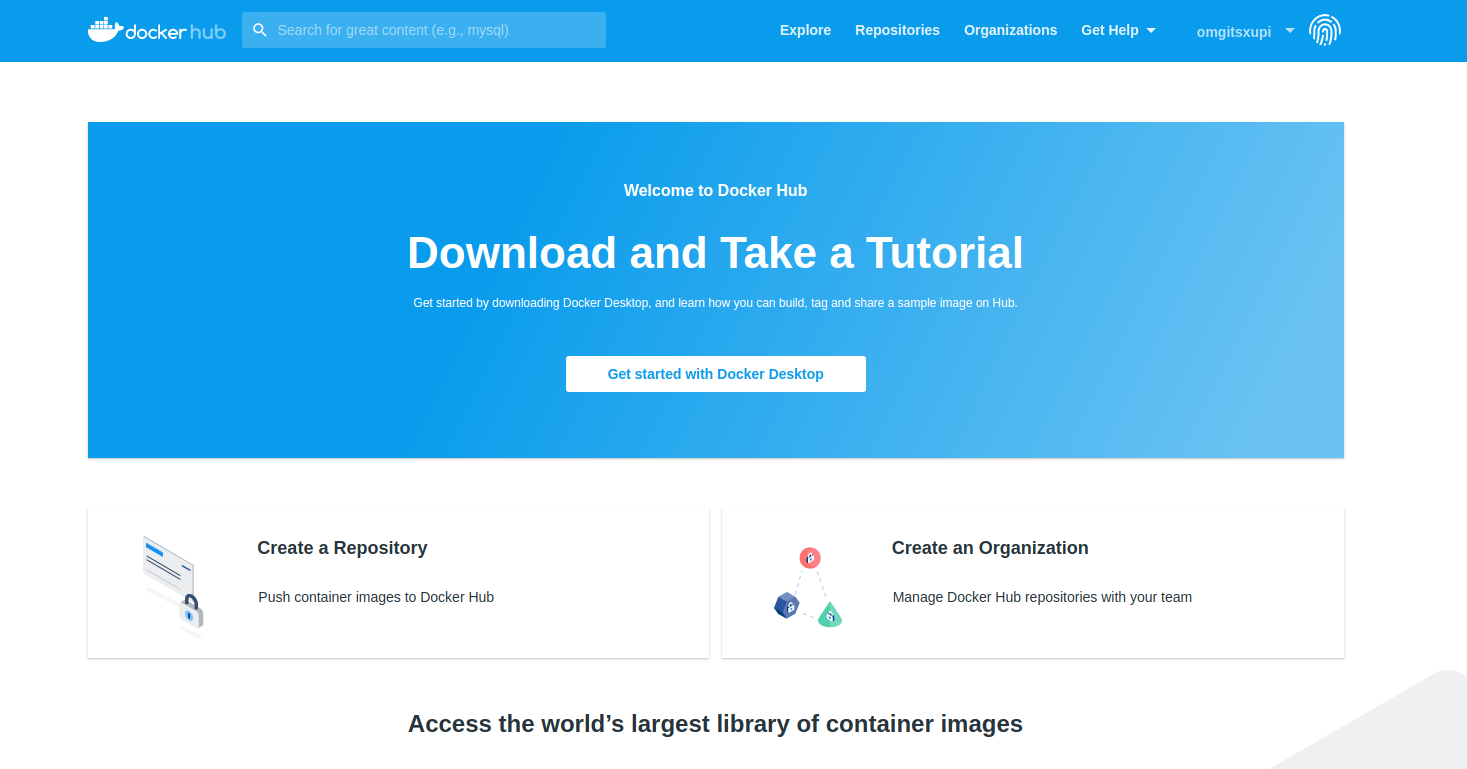 docker hub
Search for great content (e.g., mysql)
Explore
Repositories
Organizations
Get Help
omgitsxupi
Welcome to Docker Hub
Download and Take a Tutorial
Get started by downloading Docker Desktop, and learn how you can build, tag and share a sample image on Hub.
Get started with Docker Desktop
Create a Repository
Push container images to Docker Hub
Create an Organization
Manage Docker Hub repositories with your team
Access the world’s largest library of container images